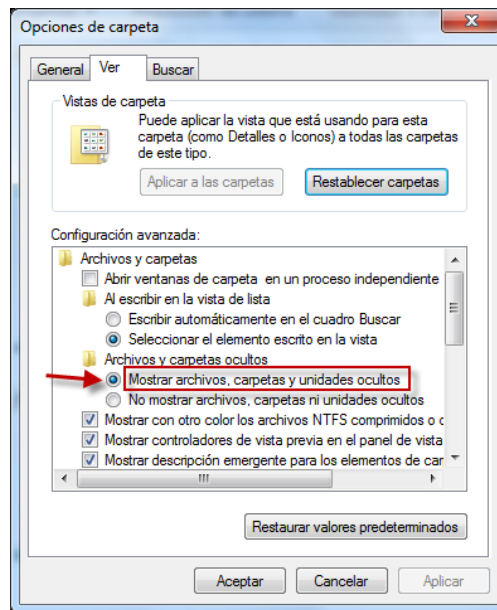 Opciones de carpeta
General Ver Buscar
Vistas de carpeta
Puede aplicar la vista que está usando para esta
carpeta (como Detalles o Iconos) a todas las carpetas
de este tipo.
Aplicar a las carpetas Restablecer carpetas
Configuración avanzada:
Archivos y carpetas
Abrir ventanas de carpeta en un proceso independiente
Al escribir en la vista de lista
Escribir automáticamente en el cuadro Buscar
Seleccionar el elemento escrito en la vista
Archivos y carpetas ocultos
Mostrar archivos, carpetas y unidades ocultos
No mostrar archivos, carpetas ni unidades ocultos
Mostrar con otro color los archivos NTFS comprimidos o c
Mostrar controladores de vista previa en el panel de vista
Mostrar descripción emergente para los elementos de car
Restaurar valores predeterminados
Aceptar Cancelar Aplicar